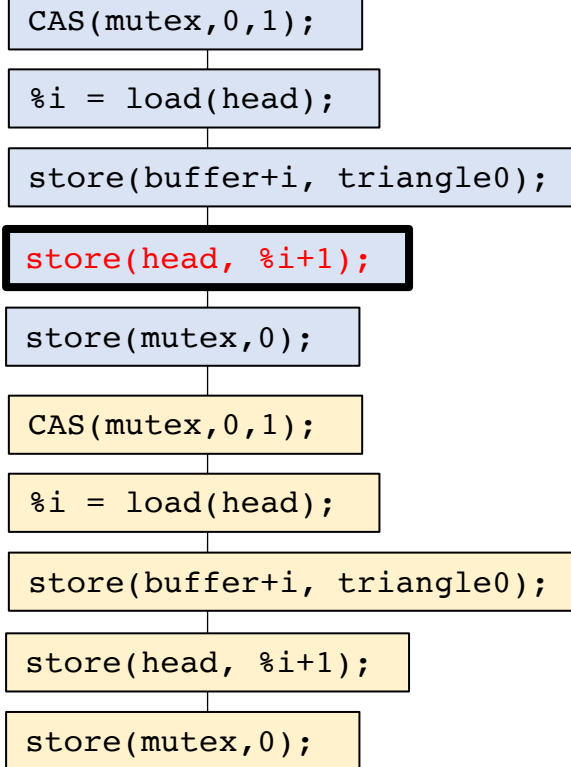 CAS(mutex,0,1);
%i = load(head);
store(buffer+i, triangle0);
store(head, %i+1);
store(mutex,0);
CAS(mutex,0,1);
%i = load(head);
store(buffer+i, triangle0);
store(head, %i+1);
store(mutex,0);